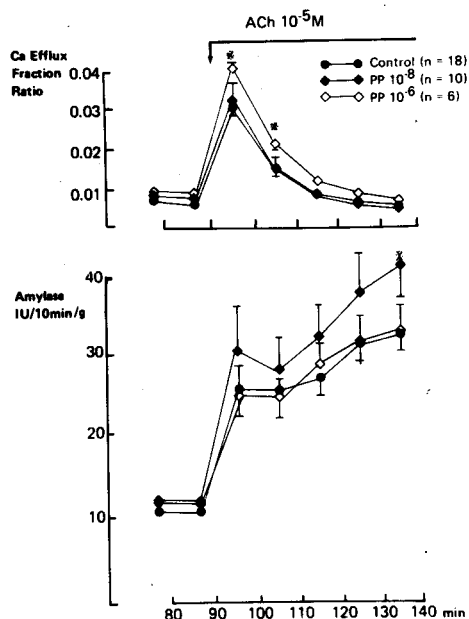 ACh 10⁻⁵M
Ca Efflux
Fraction
Ratio
Control (n = 18)
PP 10⁻⁸ (n = 10)
PP 10⁻⁶ (n = 6)
0.04
0.03
0.02
0.01
*
*
Amylase
IU/10min/g
40
30
20
10
*
80 90 100 110 120 130 140 min